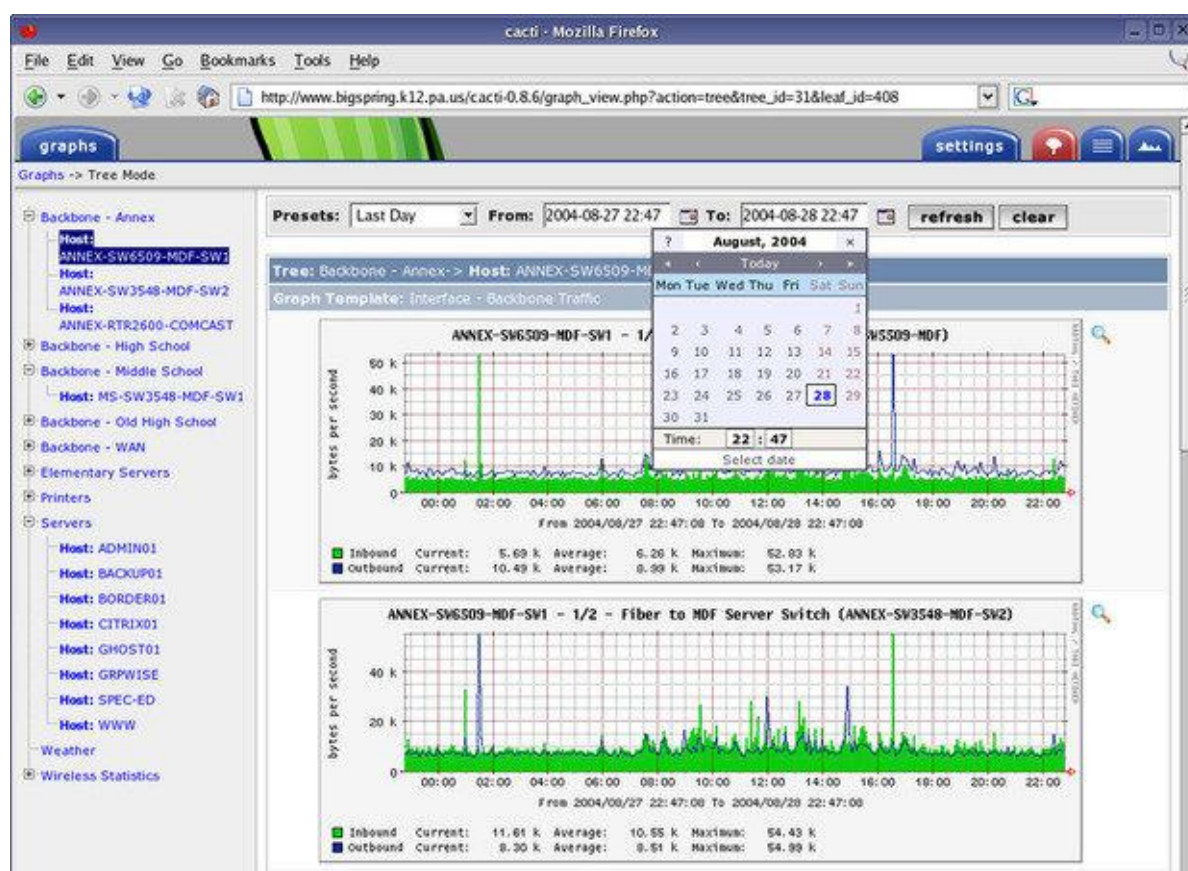 cacti - Mozilla Firefox
File Edit View Go Bookmarks Tools Help
http://www.bigspring.k12.pa.us/cacti-0.8.6/graph_view.php?action=tree&tree_id=31&leaf_id=408
graphs settings
Graphs -> Tree Mode
Presets: Last Day From: 2004-08-27 22:47 To: 2004-08-28 22:47 refresh clear
Backbone - Annex
Host:
ANNEX-SW6509-MDF-SW1
Host:
ANNEX-SW3548-MDF-SW2
Host:
ANNEX-RTR2600-COMCAST
Backbone - High School
Backbone - Middle School
Host: MS-SW3548-MDF-SW1
Backbone - Old High School
Backbone - WAN
Elementary Servers
Printers
Servers
Host: ADMIN01
Host: BACKUP01
Host: BORDER01
Host: CITRIX01
Host: GHOST01
Host: GRPWISE
Host: SPEC-ED
Host: WWW
Weather
Wireless Statistics
? August, 2004 ×
« ‹ Today › »
Mon Tue Wed Thu Fri Sat Sun
1
2 3 4 5 6 7 8
9 10 11 12 13 14 15
16 17 18 19 20 21 22
23 24 25 26 27 28 29
30 31
Time: 22 : 47
Select date
Tree: Backbone - Annex-> Host: ANNEX-SW6509-M
Graph Template: Interface - Backbone Traffic
ANNEX-SW6509-MDF-SW1 - 1/
-MDF)
bytes per second
50 k
40 k
30 k
20 k
10 k
0
00:00 02:00 04:00 06:00 08:00 10:00 12:00 14:00 16:00 18:00 20:00 22:00
From 2004/08/27 22:47:08 To 2004/08/28 22:47:08
Inbound Current: 5.69 k Average: 6.26 k Maximum: 52.83 k
Outbound Current: 10.49 k Average: 8.99 k Maximum: 53.17 k
ANNEX-SW6509-MDF-SW1 - 1/2 - Fiber to MDF Server Switch (ANNEX-SW3548-MDF-SW2)
bytes per second
40 k
20 k
0
00:00 02:00 04:00 06:00 08:00 10:00 12:00 14:00 16:00 18:00 20:00 22:00
From 2004/08/27 22:47:08 To 2004/08/28 22:47:08
Inbound Current: 11.61 k Average: 10.55 k Maximum: 54.43 k
Outbound Current: 8.30 k Average: 8.51 k Maximum: 54.99 k